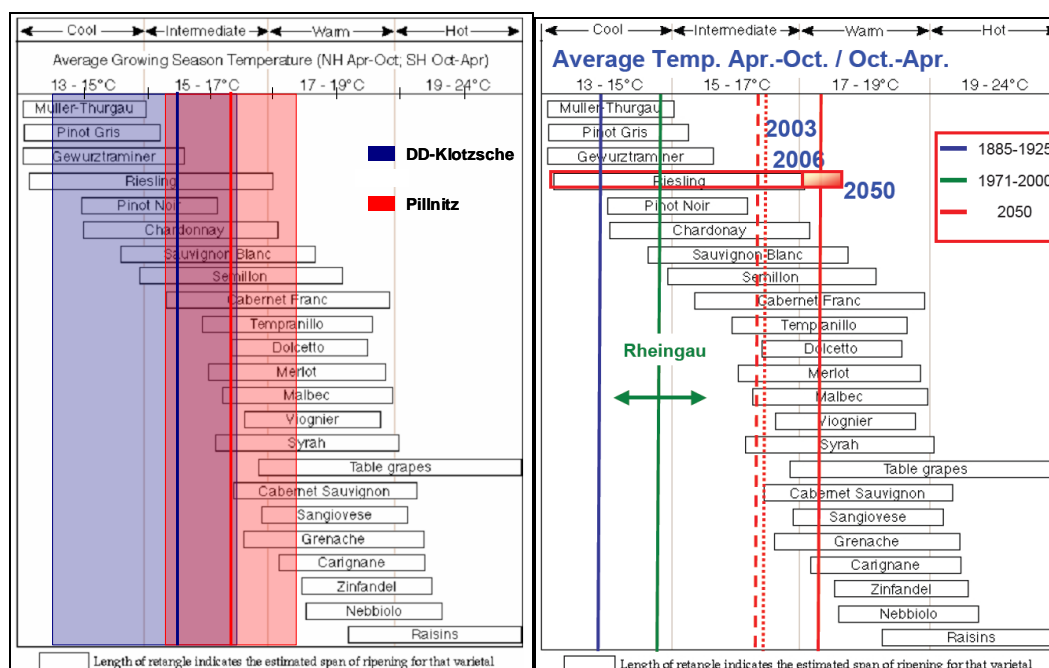 Cool Intermediate Warm Hot
Average Growing Season Temperature (NH Apr-Oct; SH Oct-Apr)
13 - 15°C 15 - 17°C 17 - 19°C 19 - 24°C
Muller-Thurgau
Pinot Gris
Gewurztraminer
Riesling
Pinot Noir
Chardonnay
Sauvignon Blanc
Semillon
Cabernet Franc
Tempranillo
Dolcetto
Merlot
Malbec
Viognier
Syrah
Table grapes
Cabernet Sauvignon
Sangiovese
Grenache
Carignane
Zinfandel
Nebbiolo
Raisins
DD-Klotzsche
Pillnitz
Length of retangle indicates the estimated span of ripening for that varietal
Cool Intermediate Warm Hot
Average Temp. Apr.-Oct. / Oct.-Apr.
13 - 15°C 15 - 17°C 17 - 19°C 19 - 24°C
Muller-Thurgau
Pinot Gris
Gewurztraminer
Riesling
Pinot Noir
Chardonnay
Sauvignon Blanc
Semillon
Cabernet Franc
Tempranillo
Dolcetto
Merlot
Malbec
Viognier
Syrah
Table grapes
Cabernet Sauvignon
Sangiovese
Grenache
Carignane
Zinfandel
Nebbiolo
Raisins
2003
2006
2050
Rheingau
1885-1925
1971-2000
2050
Length of retangle indicates the estimated span of ripening for that varietal